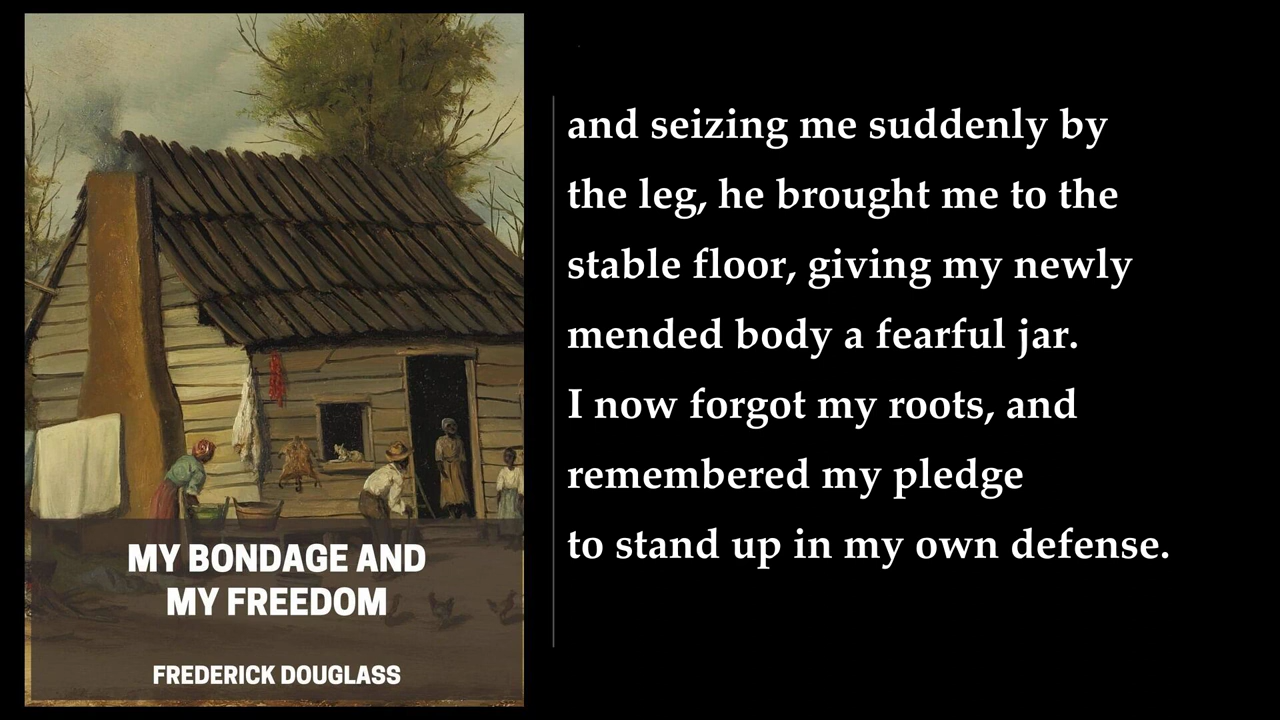 MY BONDAGE AND
MY FREEDOM
FREDERICK DOUGLASS
and seizing me suddenly by
the leg, he brought me to the
stable floor, giving my newly
mended body a fearful jar.
I now forgot my roots, and
remembered my pledge
to stand up in my own defense.